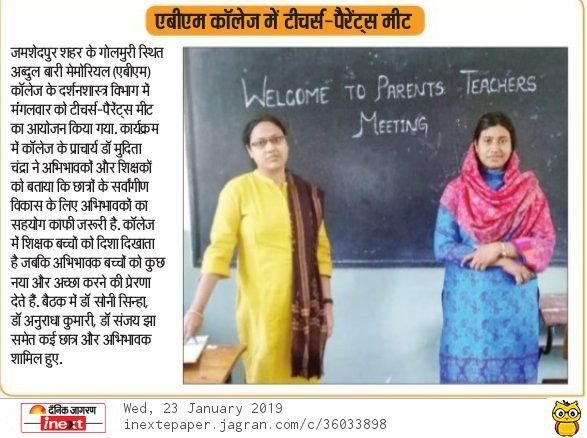 एबीएम कॉलेज में टीचर्स-पैरेंट्स मीट
जमशेदपुर शहर के गोलमुरी स्थित
अब्दुल बारी मेमोरियल (एबीएम)
कॉलेज के दर्शनशास्त्र विभाग में
मंगलवार को टीचर्स-पैरेंट्स मीट
का आयोजन किया गया. कार्यक्रम
में कॉलेज के प्राचार्य डॉ मुदिता
चंद्रा ने अभिभावकों और शिक्षकों
को बताया कि छात्रों के सर्वांगीण
विकास के लिए अभिभावकों का
सहयोग काफी जरूरी है. कॉलेज
में शिक्षक बच्चों को दिशा दिखाता
है जबकि अभिभावक बच्चों को कुछ
नया और अच्छा करने की प्रेरणा
देते हैं. बैठक में डॉ सोनी सिन्हा,
डॉ अनुराधा कुमारी, डॉ संजय झा
समेत कई छात्र और अभिभावक
शामिल हुए.
WELCOME TO PARENTS TEACHERS
MEETING
दैनिक जागरण
inext
Wed, 23 January 2019
inextepaper.jagran.com/c/36033898